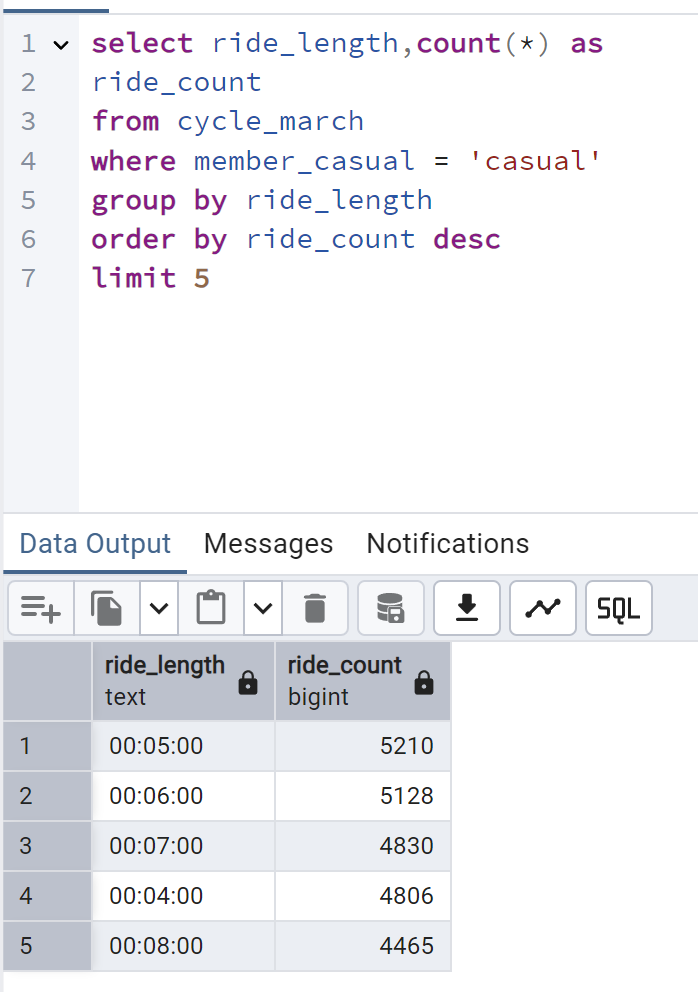 1 select ride_length,count(*) as
2 ride_count
3 from cycle_march
4 where member_casual = 'casual'
5 group by ride_length
6 order by ride_count desc
7 limit 5
Data Output Messages Notifications
SQL
ride_length ride_count
text bigint
1 00:05:00 5210
2 00:06:00 5128
3 00:07:00 4830
4 00:04:00 4806
5 00:08:00 4465